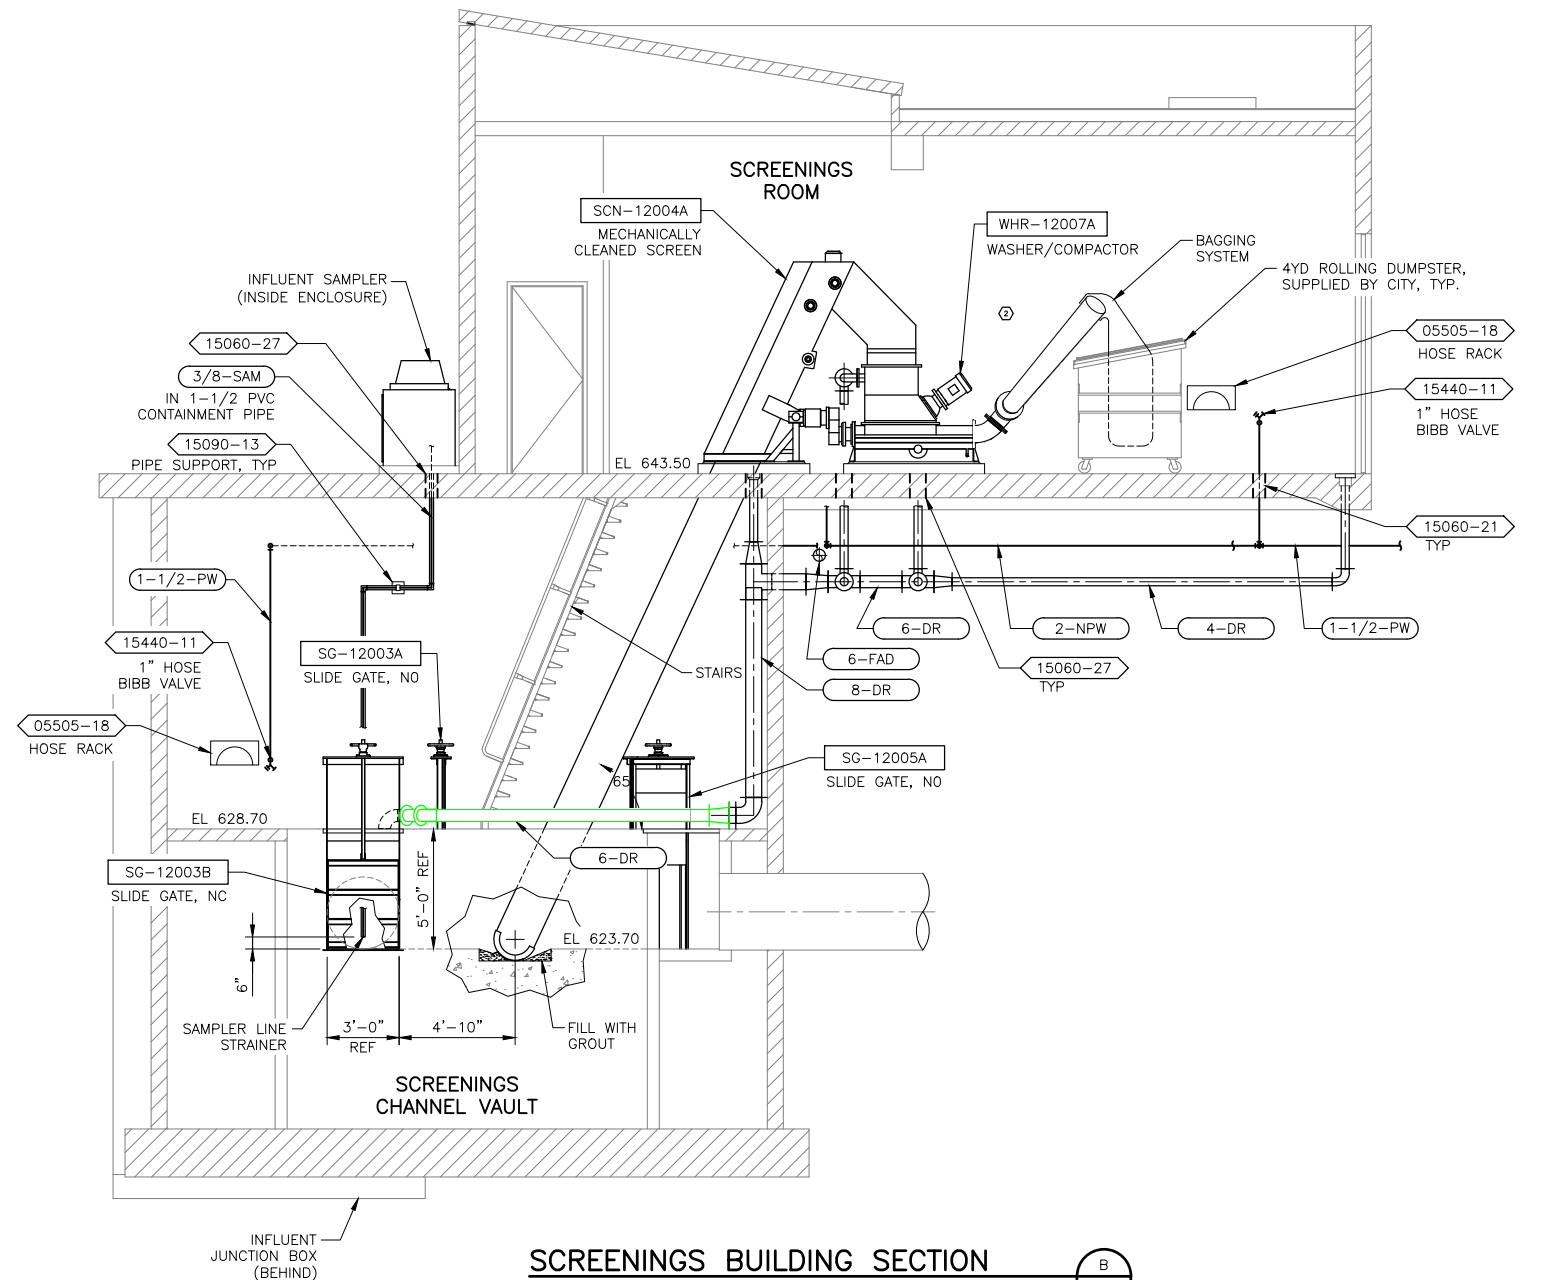 SCREENINGS
ROOM
SCN-12004A
MECHANICALLY
CLEANED SCREEN
WHR-12007A
WASHER/COMPACTOR
BAGGING
SYSTEM
4YD ROLLING DUMPSTER,
SUPPLIED BY CITY, TYP.
INFLUENT SAMPLER
(INSIDE ENCLOSURE)
2
15060-27
3/8-SAM
IN 1-1/2 PVC
CONTAINMENT PIPE
15090-13
PIPE SUPPORT, TYP
05505-18
HOSE RACK
15440-11
1" HOSE
BIBB VALVE
EL 643.50
15060-21
TYP
1-1/2-PW
15440-11
1" HOSE
BIBB VALVE
SG-12003A
SLIDE GATE, NO
STAIRS
6-DR
2-NPW
4-DR
1-1/2-PW
6-FAD
15060-27
TYP
8-DR
05505-18
HOSE RACK
SG-12005A
SLIDE GATE, NO
65
EL 628.70
6-DR
SG-12003B
SLIDE GATE, NC
5'-0" REF
EL 623.70
6"
SAMPLER LINE
STRAINER
3'-0"
REF
4'-10"
FILL WITH
GROUT
SCREENINGS
CHANNEL VAULT
INFLUENT
JUNCTION BOX
(BEHIND)
SCREENINGS BUILDING SECTION
B